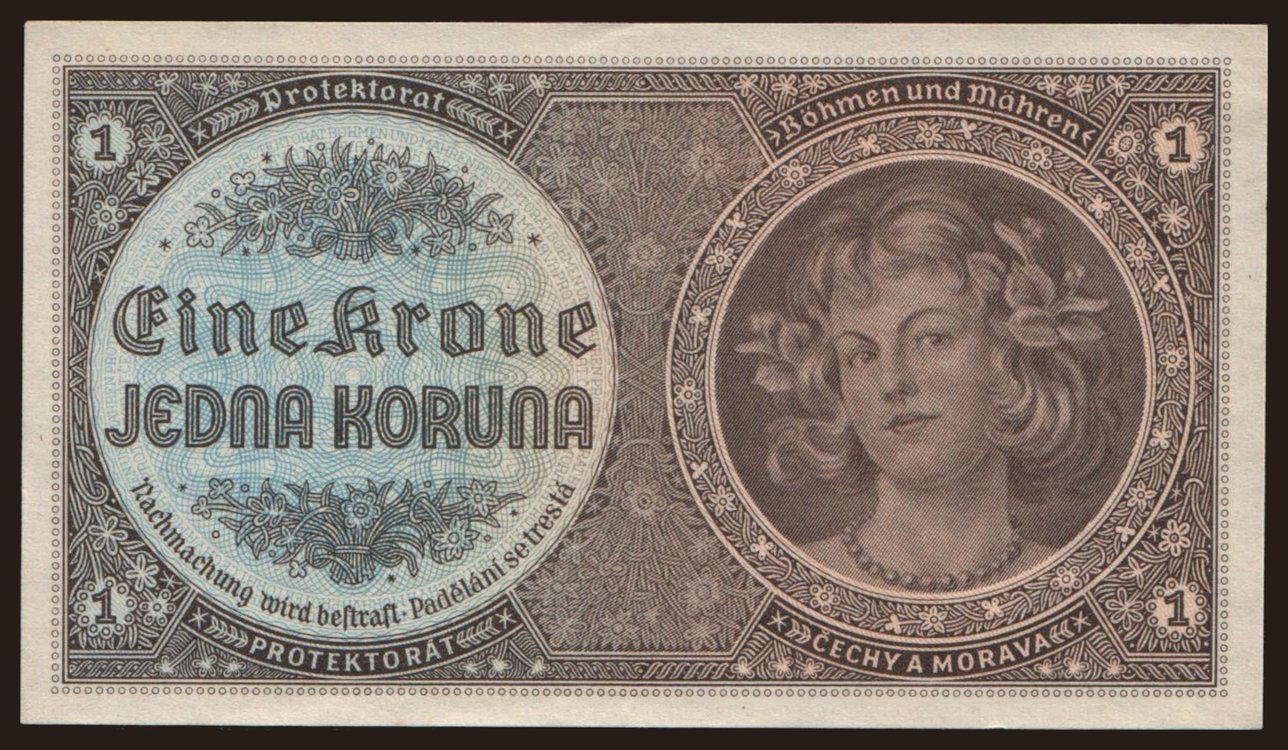 Protektorat
Böhmen und Mähren
1
1
Eine Krone
JEDNA KORUNA
Nachmachung wird bestraft. Padělání se trestá
1
1
PROTEKTORÁT
ČECHY A MORAVA